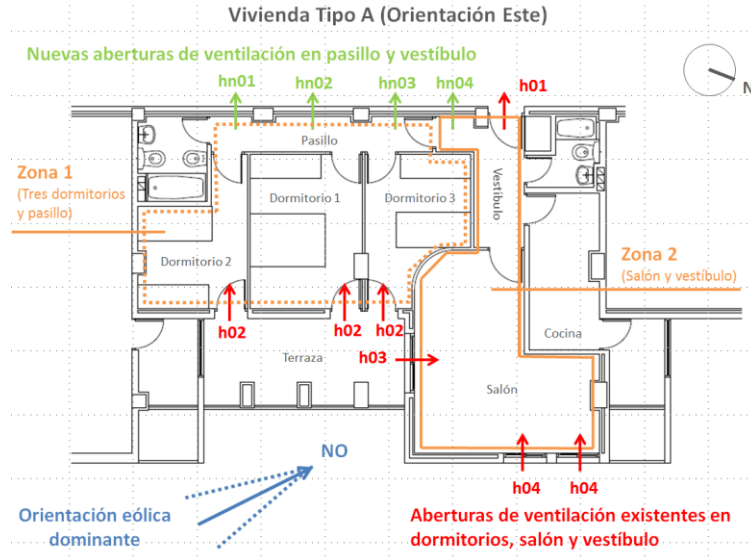 Vivienda Tipo A (Orientación Este)
Nuevas aberturas de ventilación en pasillo y vestíbulo
N
hn01
hn02
hn03
hn04
h01
Pasillo
Zona 1
(Tres dormitorios
y pasillo)
Dormitorio 1
Dormitorio 3
Vestíbulo
Dormitorio 2
Zona 2
(Salón y vestíbulo)
h02
h02
h02
Cocina
Terraza
h03
Salón
NO
h04
h04
Orientación eólica
dominante
Aberturas de ventilación existentes en
dormitorios, salón y vestíbulo